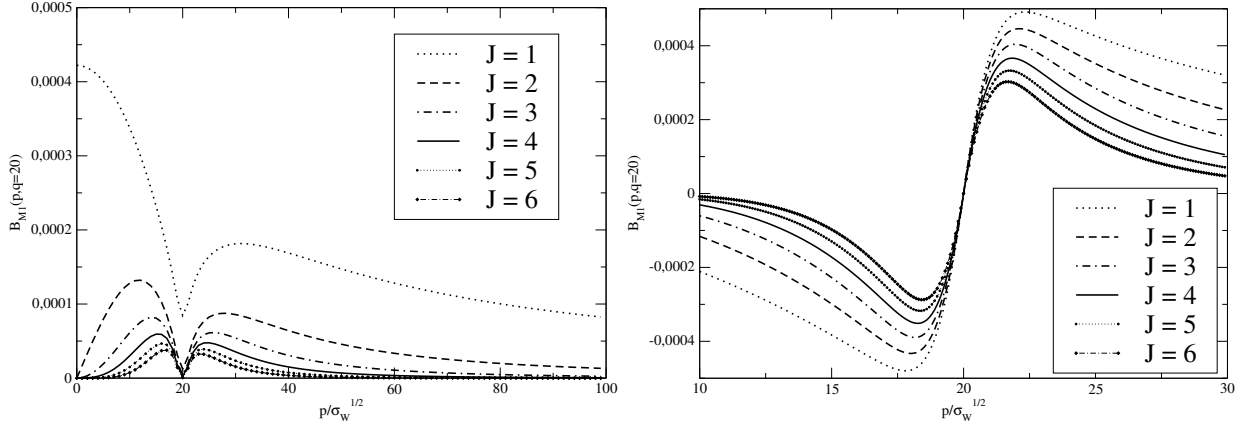 0,0005
0,0004
0,0003
0,0002
0,0001
0
B_M1(p,q=20)
0 20 40 60 80 100
p/σ_W^1/2
J = 1
J = 2
J = 3
J = 4
J = 5
J = 6
0,0004
0,0002
0
-0,0002
-0,0004
B_M1(p,q=20)
10 15 20 25 30
p/σ_W^1/2
J = 1
J = 2
J = 3
J = 4
J = 5
J = 6